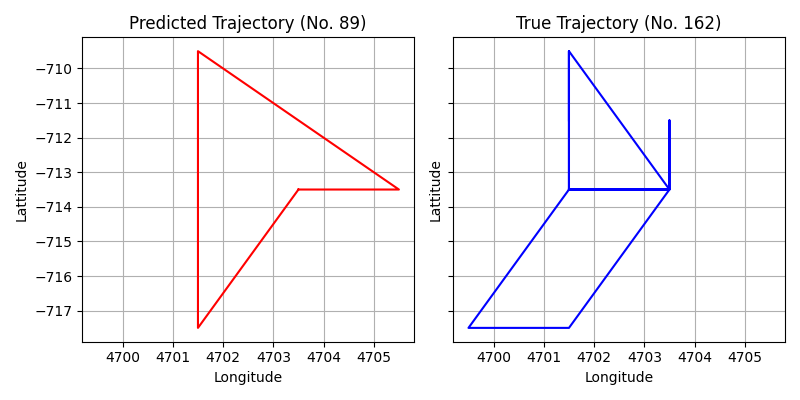 Predicted Trajectory (No. 89)
True Trajectory (No. 162)
Lattitude
−710
−711
−712
−713
−714
−715
−716
−717
4700 4701 4702 4703 4704 4705
Longitude
Lattitude
4700 4701 4702 4703 4704 4705
Longitude